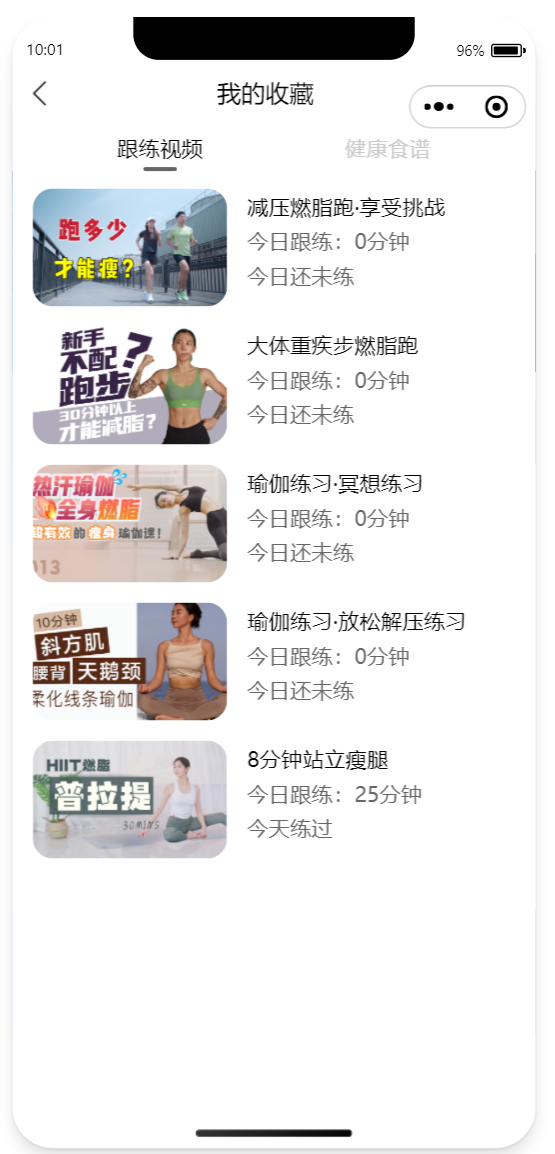 10:01
96%
我的收藏
跟练视频
健康食谱
跑多少
才能瘦?
减压燃脂跑·享受挑战
今日跟练：0分钟
今日还未练
新手
不配?
跑步
30分钟以上
才能减脂?
大体重疾步燃脂跑
今日跟练：0分钟
今日还未练
热汗瑜伽
全身燃脂
超有效的瘦身瑜伽课!
013
瑜伽练习·冥想练习
今日跟练：0分钟
今日还未练
10分钟
斜方肌
腰背 天鹅颈
柔化线条瑜伽
瑜伽练习·放松解压练习
今日跟练：0分钟
今日还未练
HIIT燃脂
普拉提
30MINS
8分钟站立瘦腿
今日跟练：25分钟
今天练过